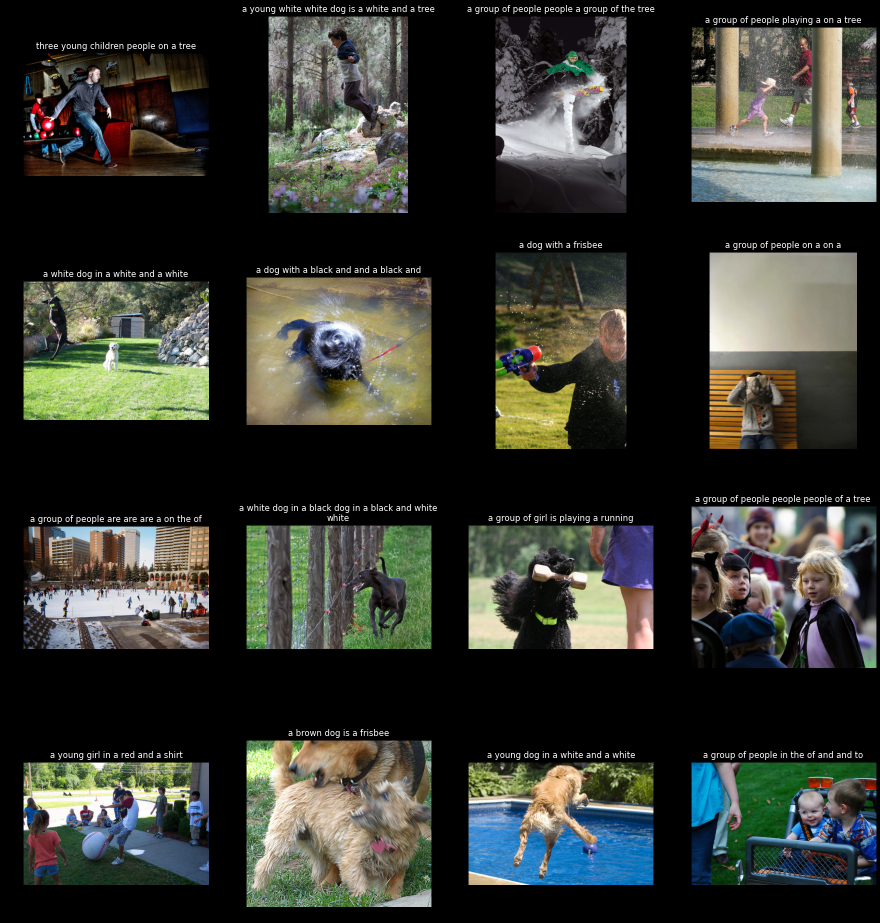 a young white white dog is a white and a tree
a group of people people a group of the tree
a group of people playing a on a tree
three young children people on a tree
a dog with a frisbee
a group of people on a on a
a white dog in a white and a white
a dog with a black and and a black and
a group of people people people of a tree
a white dog in a black dog in a black and white
white
a group of people are are are a on the of
a group of girl is playing a running
a brown dog is a frisbee
a young girl in a red and a shirt
a young dog in a white and a white
a group of people in the of and and to